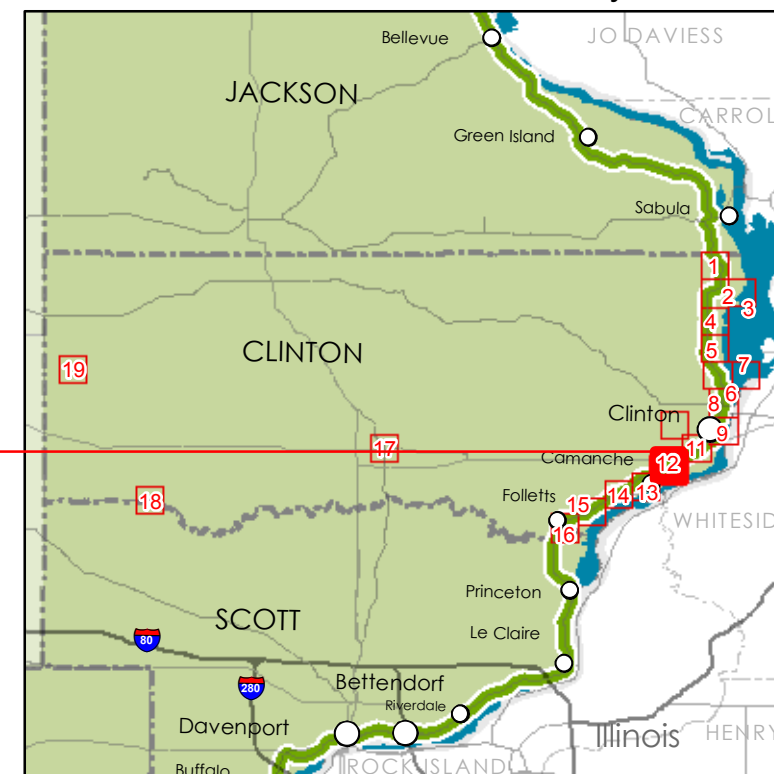 Bellevue
JO DAVIESS
JACKSON
CARROL
Green Island
Sabula
1
2
3
4
CLINTON
5
7
19
6
8
Clinton
9
17
11
Camanche
12
13
14
Folletts
18
15
WHITESID
16
Princeton
SCOTT
Le Claire
80
Bettendorf
280
Riverdale
Davenport
Illinois
HENRY
ROCK ISLAND
Buffalo